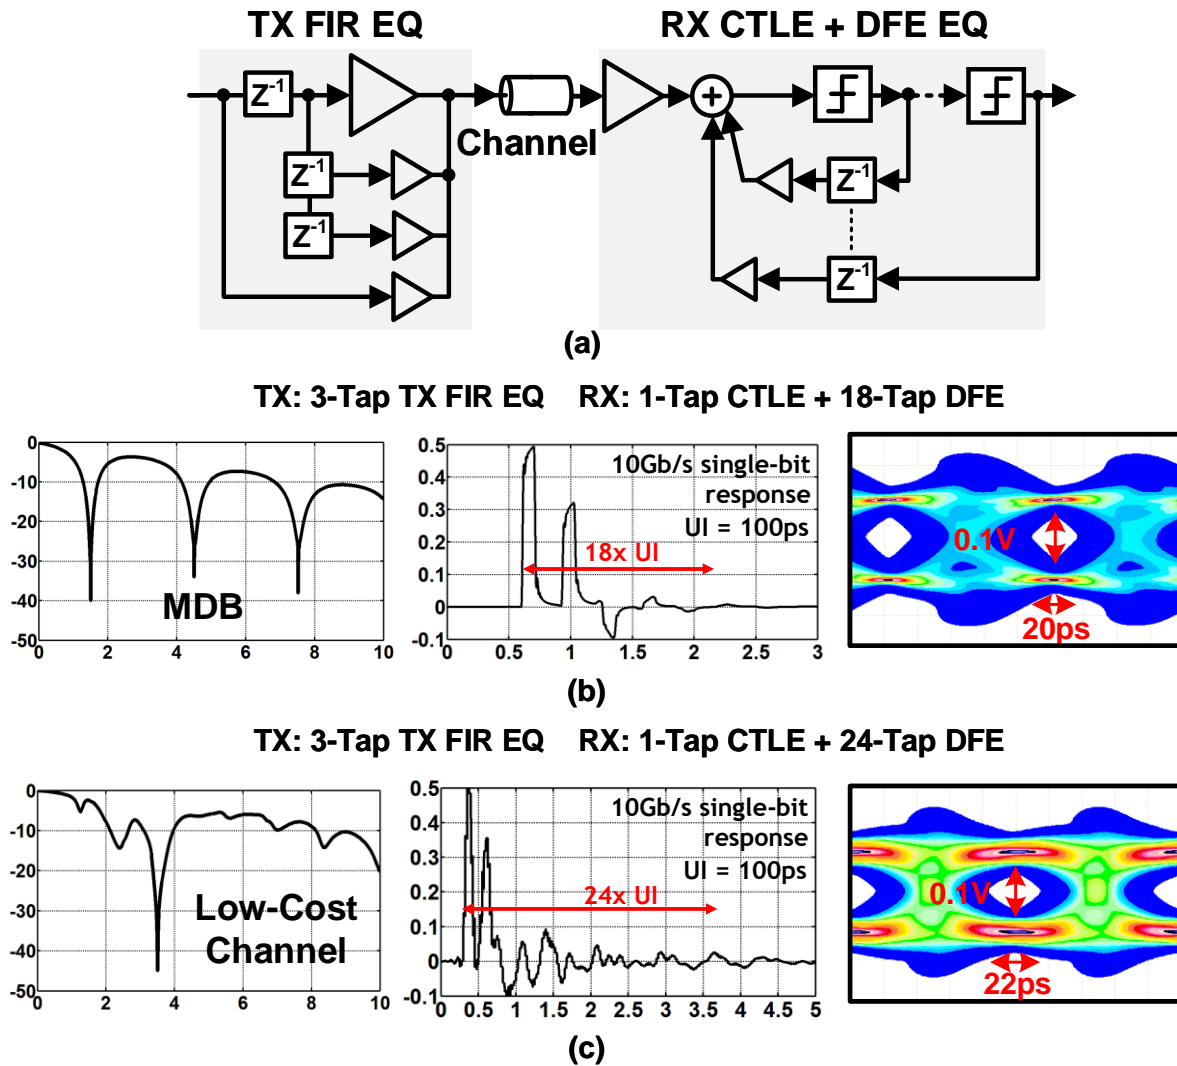 TX FIR EQ
RX CTLE + DFE EQ
Z-1
Channel
+
Z-1
Z-1
Z-1
Z-1
(a)
TX: 3-Tap TX FIR EQ RX: 1-Tap CTLE + 18-Tap DFE
0
-10
-20
-30
-40
-50
0 2 4 6 8 10
MDB
0.5
0.4
0.3
0.2
0.1
0
-0.1
0 0.5 1 1.5 2 2.5 3
10Gb/s single-bit
response
UI = 100ps
18x UI
0.1V
20ps
(b)
TX: 3-Tap TX FIR EQ RX: 1-Tap CTLE + 24-Tap DFE
0
-10
-20
-30
-40
-50
0 2 4 6 8 10
Low-Cost
Channel
0.5
0.4
0.3
0.2
0.1
0
-0.1
0 0.5 1 1.5 2 2.5 3 3.5 4 4.5 5
10Gb/s single-bit
response
UI = 100ps
24x UI
0.1V
22ps
(c)